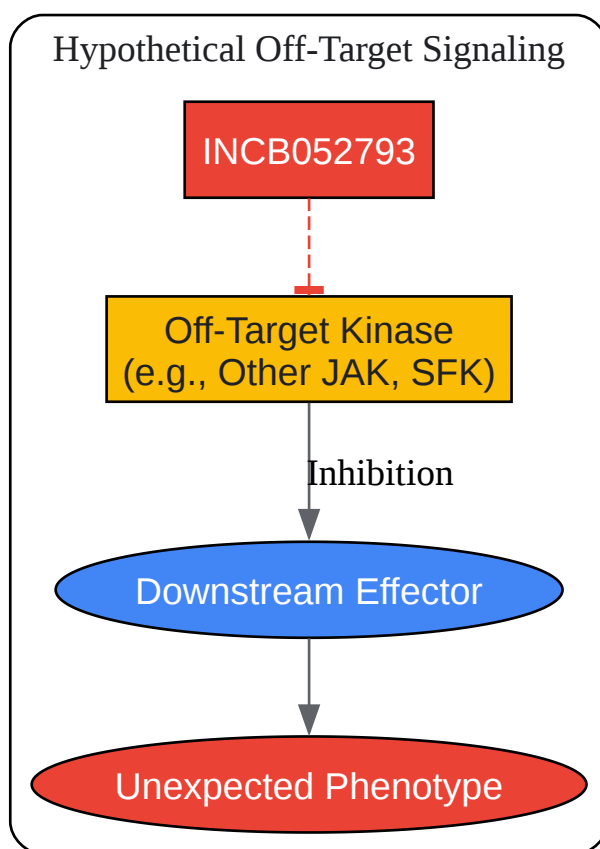 Hypothetical Off-Target Signaling
INCB052793
Off-Target Kinase
(e.g., Other JAK, SFK)
Inhibition
Downstream Effector
Unexpected Phenotype